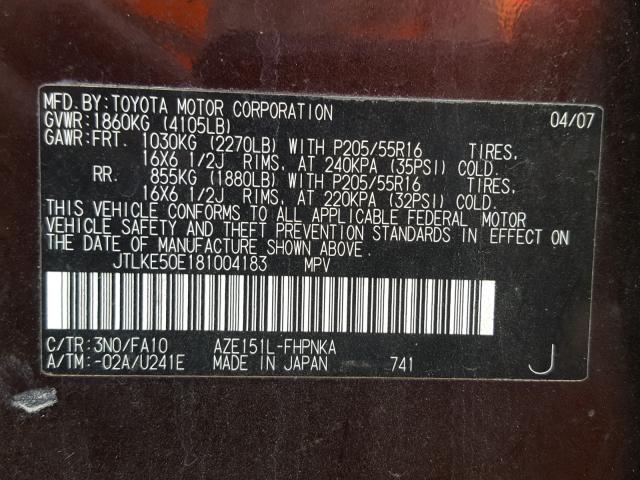 MFD.BY:TOYOTA MOTOR CORPORATION 04/07
GVWR:1860KG (4105LB)
GAWR:FRT. 1030KG (2270LB) WITH P205/55R16 TIRES,
16X6 1/2J RIMS, AT 240KPA (35PSI) COLD.
RR. 855KG (1880LB) WITH P205/55R16 TIRES,
16X6 1/2J RIMS, AT 220KPA (32PSI) COLD.
THIS VEHICLE CONFORMS TO ALL APPLICABLE FEDERAL MOTOR
VEHICLE SAFETY AND THEFT PREVENTION STANDARDS IN EFFECT ON
THE DATE OF MANUFACTURE SHOWN ABOVE.
JTLKE50E181004183 MPV
C/TR:3N0/FA10 AZE151L-FHPNKA
A/TM:-02A/U241E MADE IN JAPAN 741 J